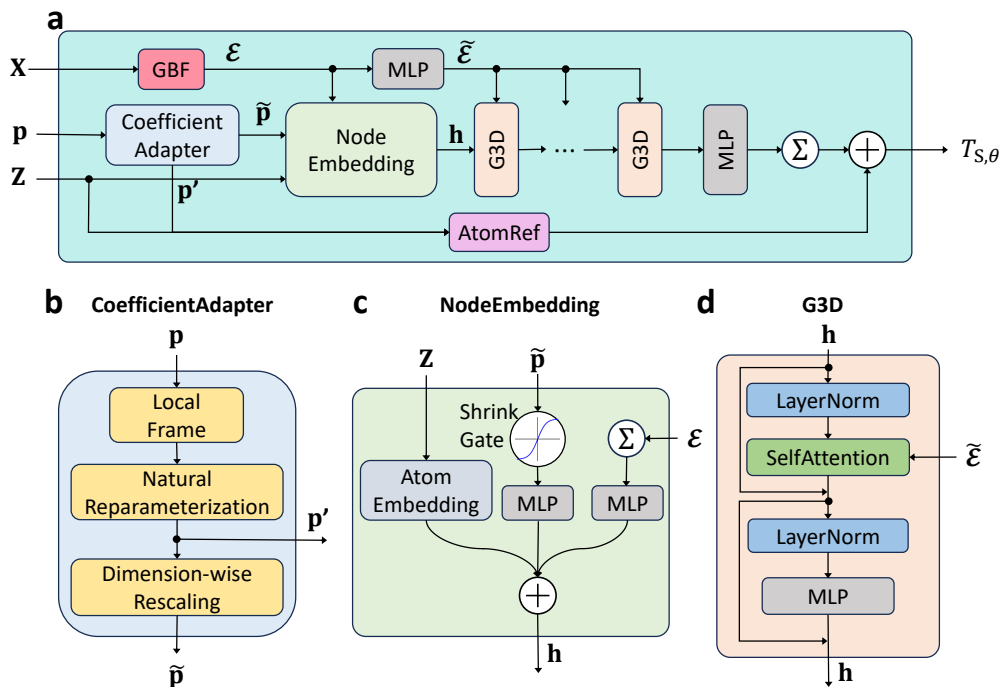 a
X
GBF
ℰ
MLP
ℰ̃
p
Coefficient
Adapter
p̃
Node
Embedding
h
G3D
...
G3D
MLP
Σ
+
T_{S,θ}
Z
p'
AtomRef
b
CoefficientAdapter
p
Local
Frame
Natural
Reparameterization
p'
Dimension-wise
Rescaling
p̃
c
NodeEmbedding
Z
p̃
Shrink
Gate
Σ
ℰ
Atom
Embedding
MLP
MLP
+
h
d
G3D
h
LayerNorm
SelfAttention
ℰ̃
LayerNorm
MLP
h